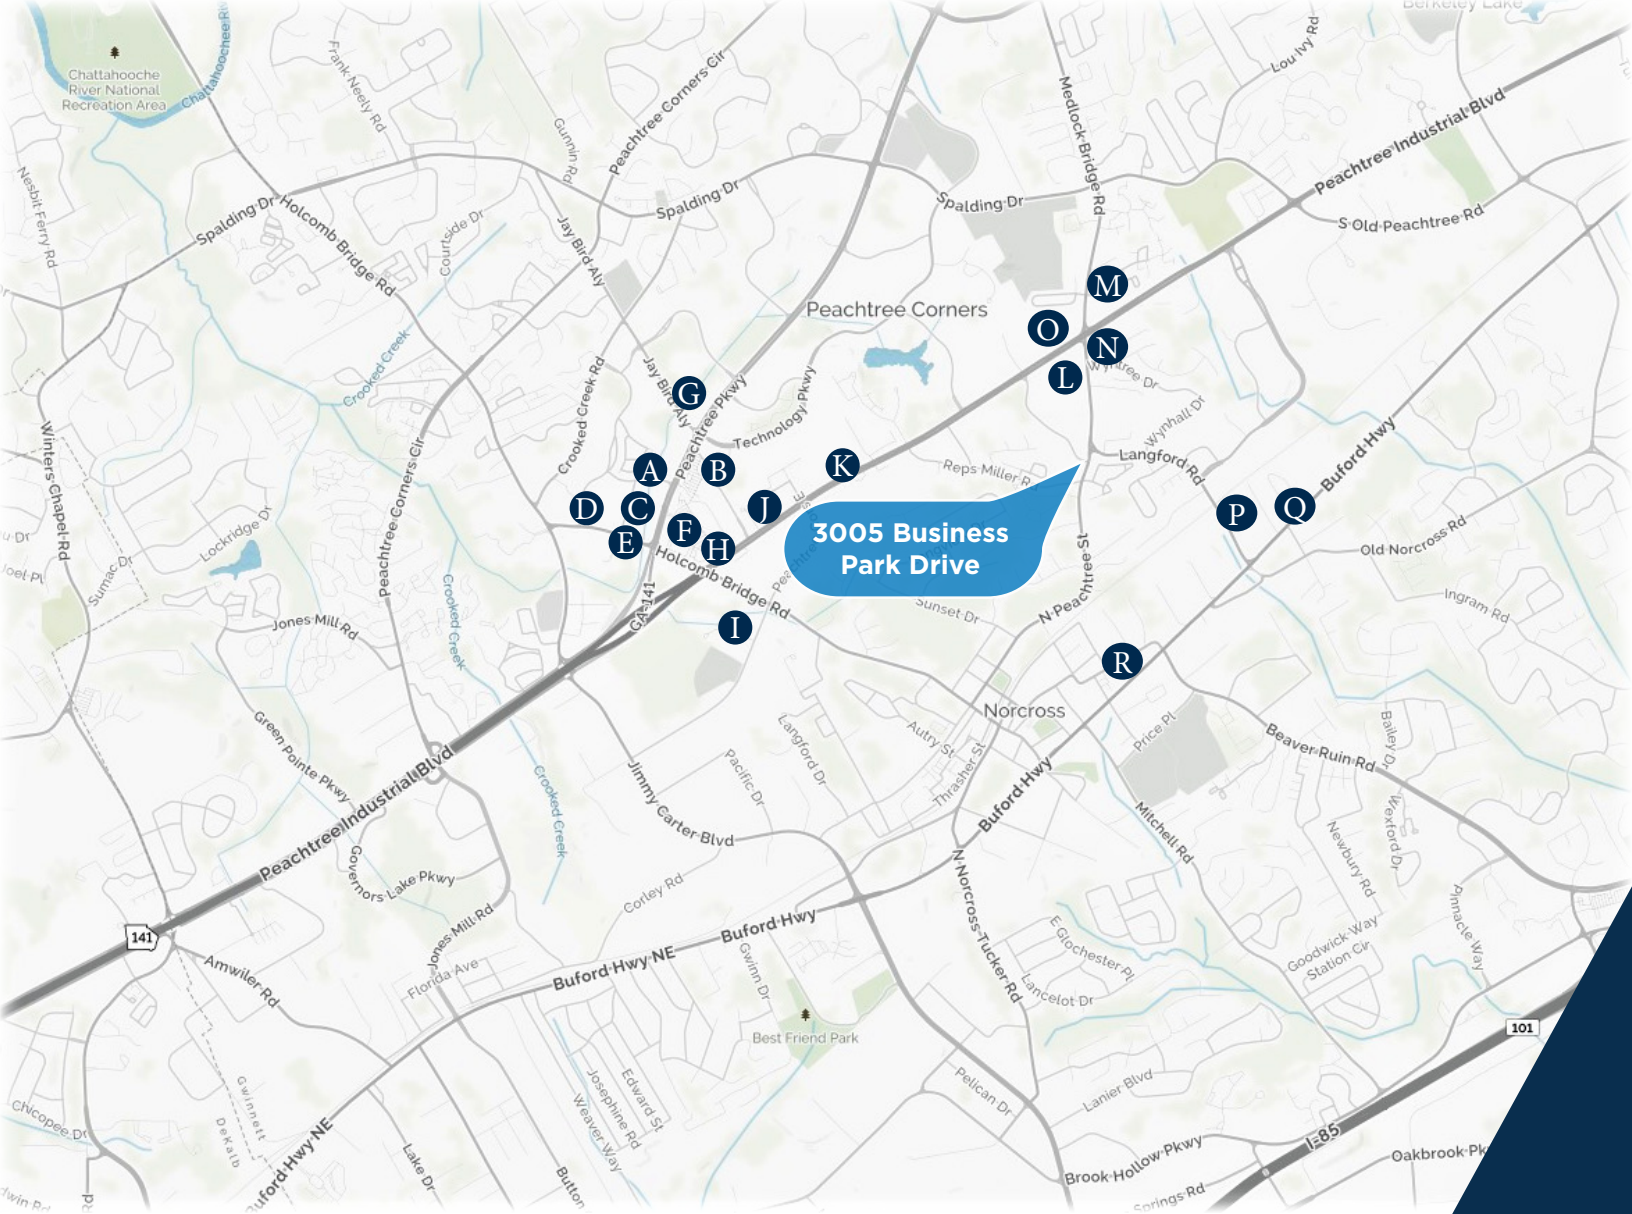 Berkeley Lake
Chattahooche
River National
Recreation Area
Chattahoochee Ri
Frank Neely Rd
Gunnin Rd
Peachtree Corners Cir
Medlock Bridge Rd
Lou Ivy Rd
Peachtree Industrial Blvd
Nesbit Ferry Rd
Spalding Dr
Holcomb Bridge Rd
Courtside Dr
Jay Bird Aly
Spalding Dr
Spalding Dr
S Old Peachtree Rd
M
Peachtree Corners
O
N
Crooked Creek
Wyntree Dr
L
Jay Bird Aly
G
Peachtree Pkwy
Technology Pkwy
Crooked Creek Rd
Wynhall Dr
Buford Hwy
Winters Chapel Rd
Peachtree Corners Cir
A
B
K
Reps Miller R
Langford Rd
D
C
J
P
Q
F
E
H
3005 Business
Park Drive
Lockridge Dr
Sumac Dr
u Dr
Joel Pl
Holcomb Bridge Rd
GA-141
N Peachtree St
Old Norcross Rd
Ingram Rd
Sunset Dr
Crooked Creek
Jones Mill Rd
I
R
Norcross
Green Pointe Pkwy
Langford Dr
Autry St
Thrasher St
Price Pl
Beaver Ruin Rd
Bailey Dr
Pacific Dr
Peachtree Industrial Blvd
Jimmy Carter Blvd
Crooked Creek
Buford Hwy
Mitchell Rd
Wexford Dr
Newbury Rd
Governors Lake Pkwy
Corley Rd
N Norcross Tucker Rd
Pinnacle Way
141
Jones Mill Rd
Buford Hwy
Buford Hwy NE
Gwinn Dr
E Glochester Pl
Goodwick Way
Station Cir
Amwiler Rd
Florida Ave
Lancelot Dr
Best Friend Park
101
Gwinnett
DeKalb
Josephine Rd
Edward St
Weaver Way
Pelican Dr
Lanier Blvd
Chicopee Dr
Buford Hwy NE
Lake Dr
Button
I-85
Brook Hollow Pkwy
Oakbrook Pk
Springs Rd